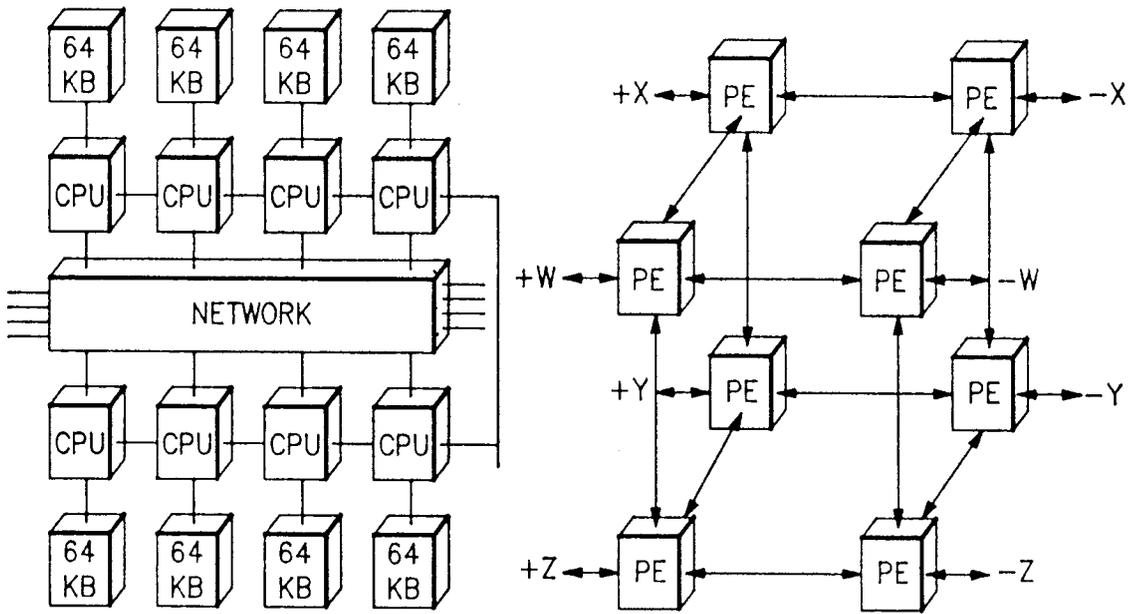 64 KB
64 KB
64 KB
64 KB
CPU
CPU
CPU
CPU
NETWORK
CPU
CPU
CPU
CPU
64 KB
64 KB
64 KB
64 KB
+X
PE
PE
-X
+W
PE
PE
-W
+Y
PE
PE
-Y
+Z
PE
PE
-Z